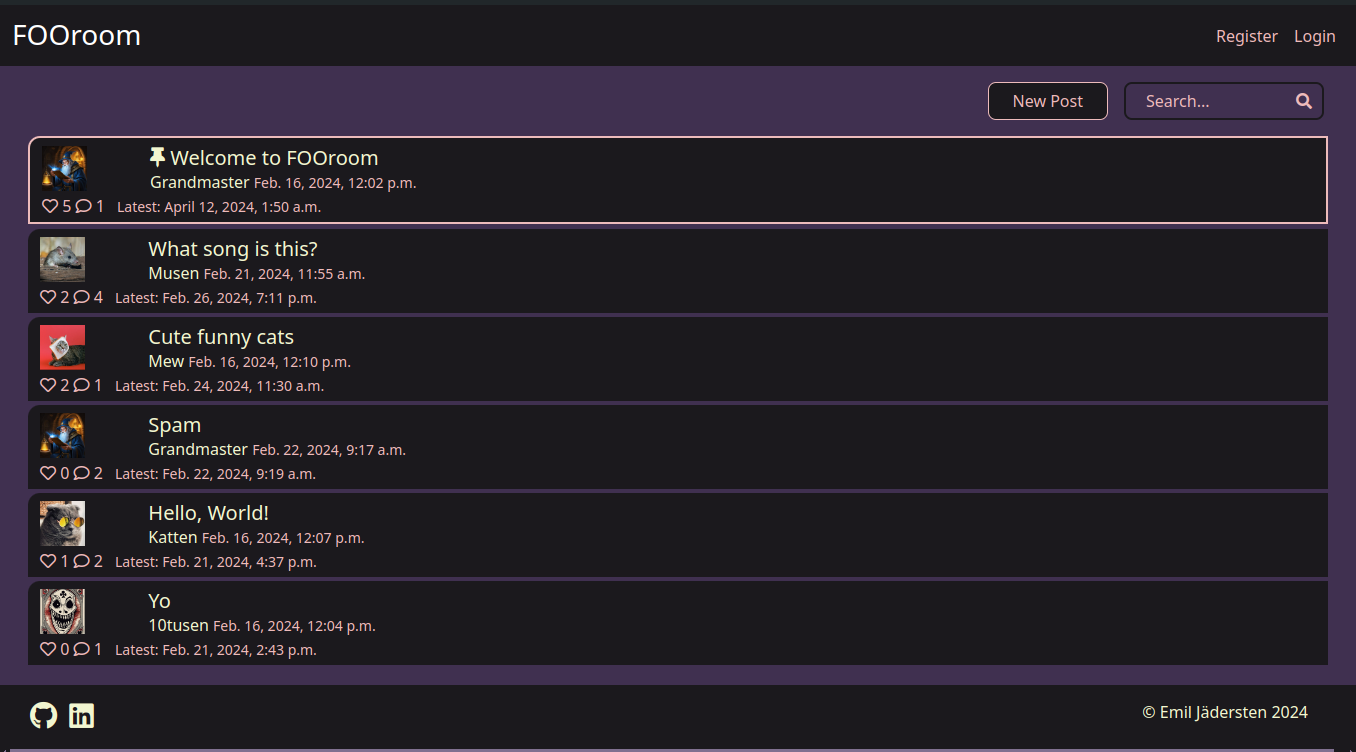 FOOroom
Register Login
New Post Search...
Welcome to FOOroom
Grandmaster Feb. 16, 2024, 12:02 p.m.
5 1 Latest: April 12, 2024, 1:50 a.m.
What song is this?
Musen Feb. 21, 2024, 11:55 a.m.
2 4 Latest: Feb. 26, 2024, 7:11 p.m.
Cute funny cats
Mew Feb. 16, 2024, 12:10 p.m.
2 1 Latest: Feb. 24, 2024, 11:30 a.m.
Spam
Grandmaster Feb. 22, 2024, 9:17 a.m.
0 2 Latest: Feb. 22, 2024, 9:19 a.m.
Hello, World!
Katten Feb. 16, 2024, 12:07 p.m.
1 2 Latest: Feb. 21, 2024, 4:37 p.m.
Yo
10tusen Feb. 16, 2024, 12:04 p.m.
0 1 Latest: Feb. 21, 2024, 2:43 p.m.
in
© Emil Jädersten 2024